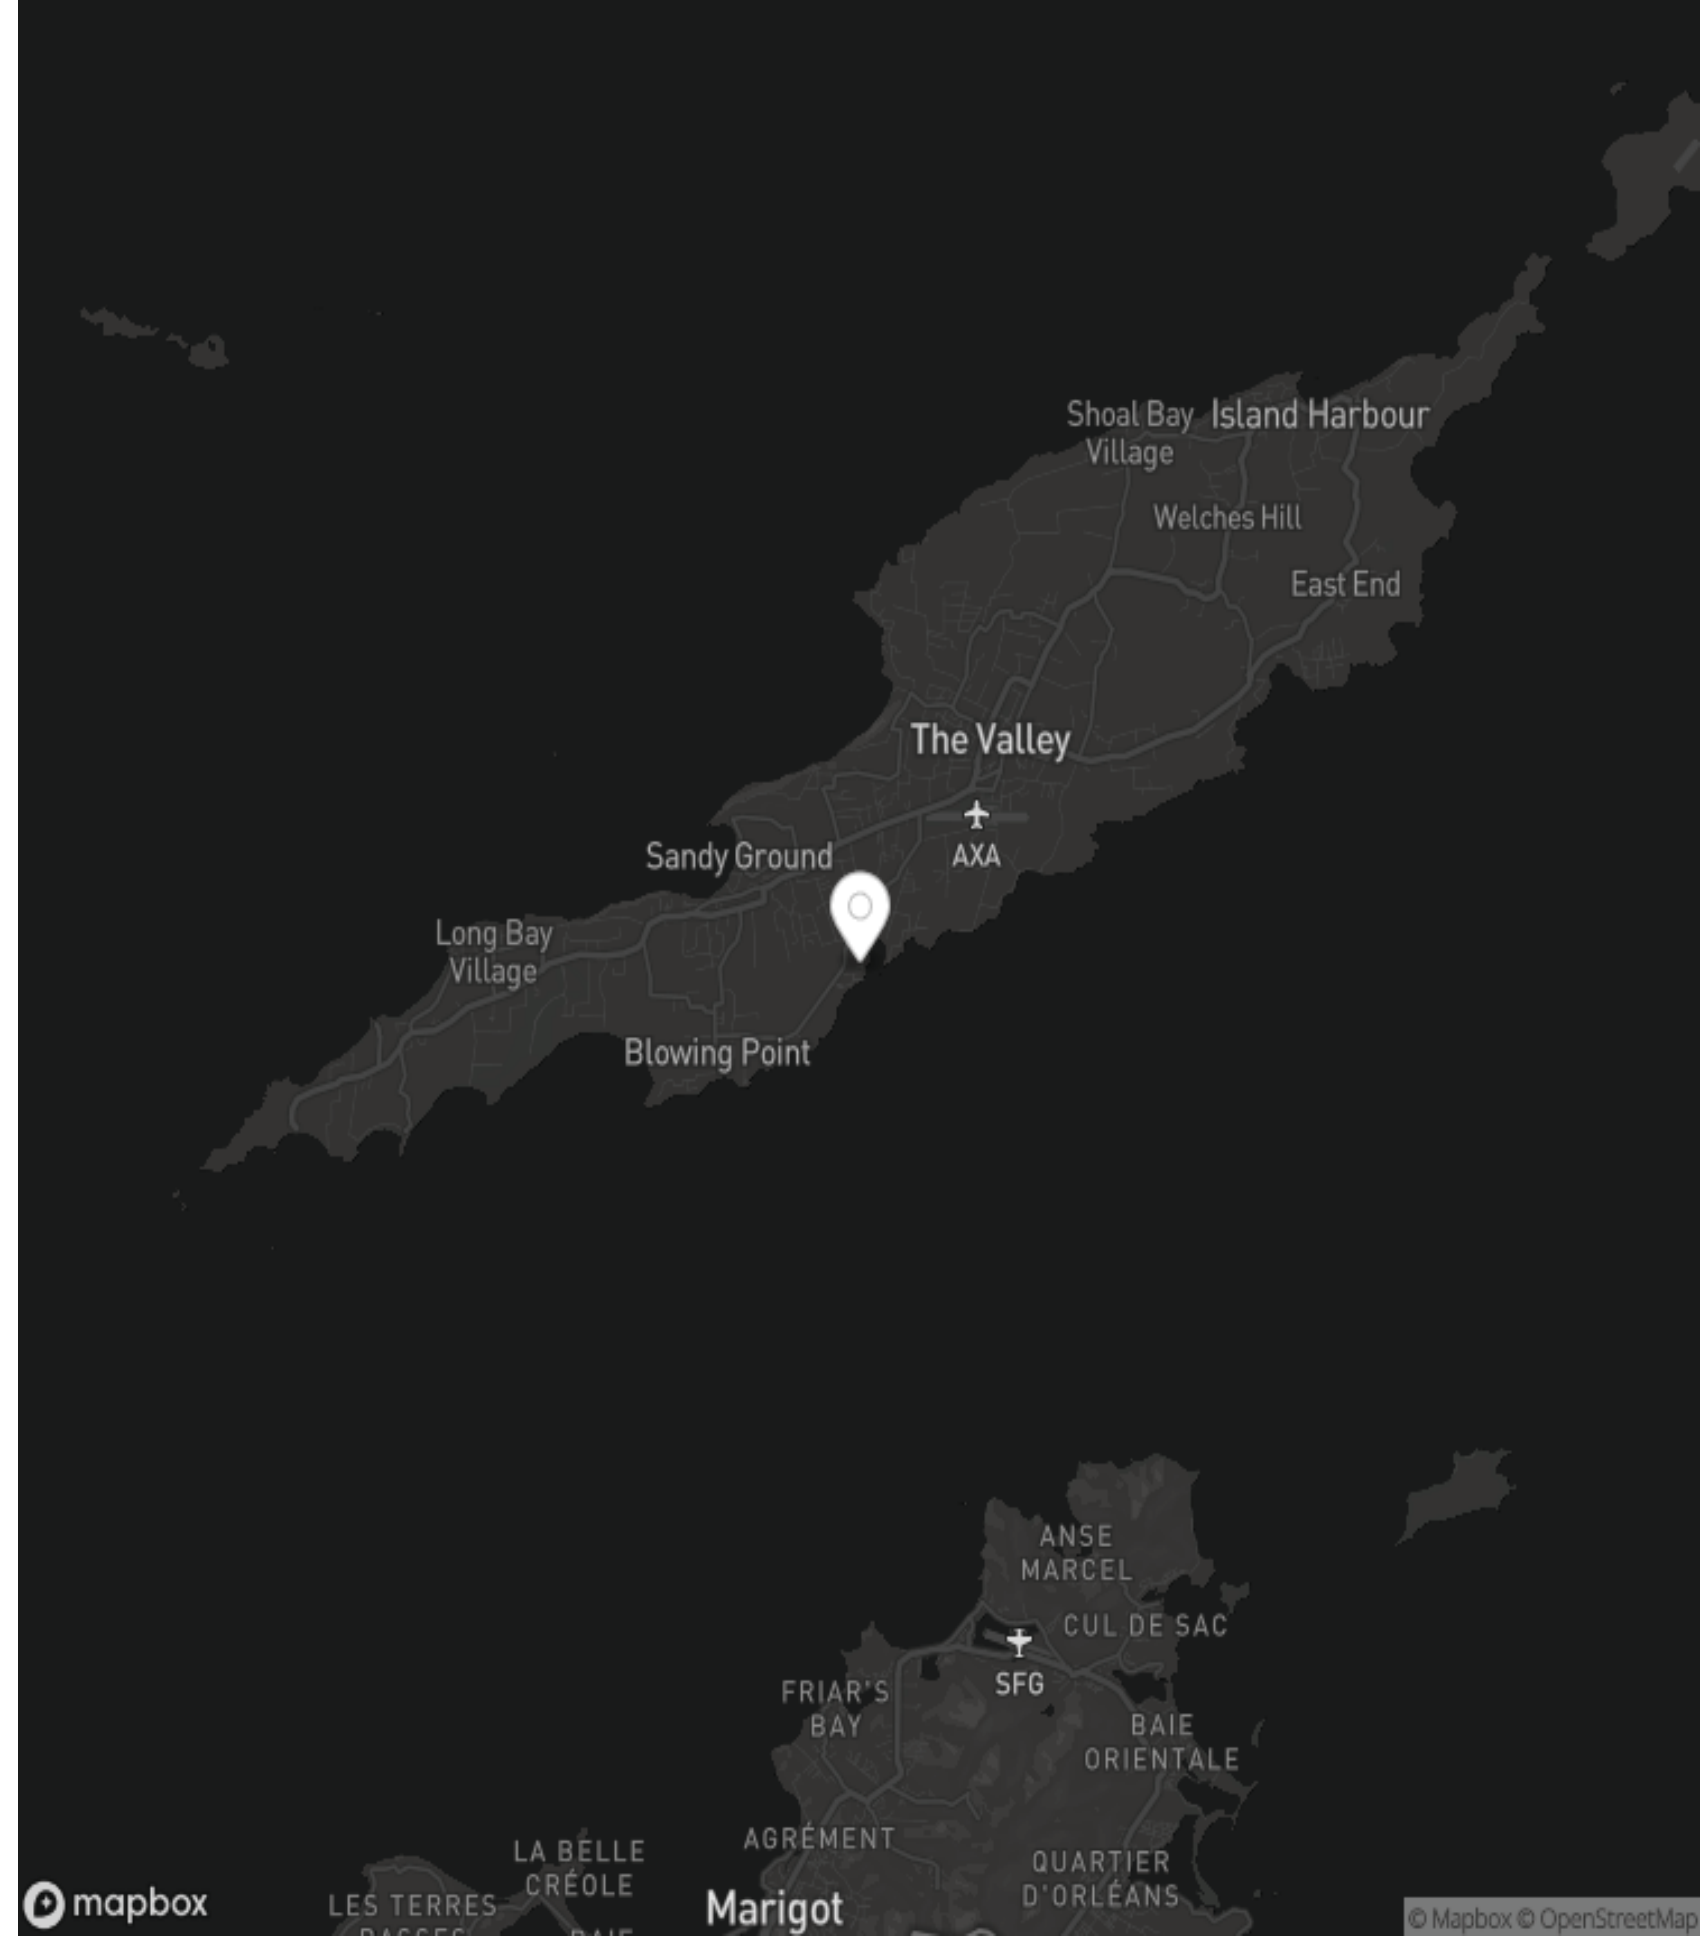 Shoal Bay
Village
Island Harbour
Welches Hill
East End
The Valley
AXA
Sandy Ground
Long Bay
Village
Blowing Point
ANSE
MARCEL
CUL DE SAC
SFG
FRIAR'S
BAY
BAIE
ORIENTALE
AGRÉMENT
LA BELLE
CRÉOLE
QUARTIER
D'ORLÉANS
LES TERRES
BASSES
BAIE
Marigot
mapbox
© Mapbox © OpenStreetMap